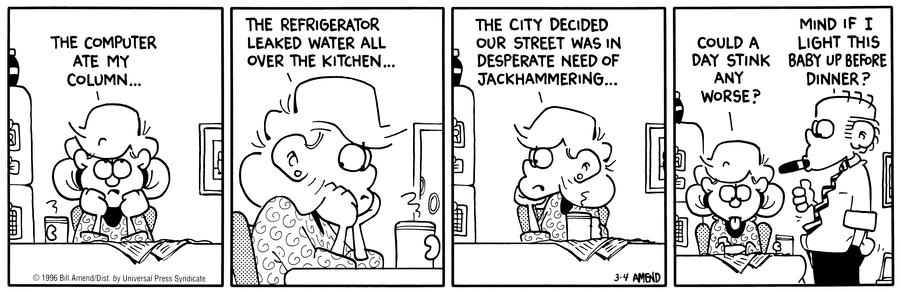 THE COMPUTER
ATE MY
COLUMN...
© 1996 Bill Amend/Dist. by Universal Press Syndicate
THE REFRIGERATOR
LEAKED WATER ALL
OVER THE KITCHEN...
THE CITY DECIDED
OUR STREET WAS IN
DESPERATE NEED OF
JACKHAMMERING...
3-4 AMEND
COULD A
DAY STINK
ANY
WORSE?
MIND IF I
LIGHT THIS
BABY UP BEFORE
DINNER?